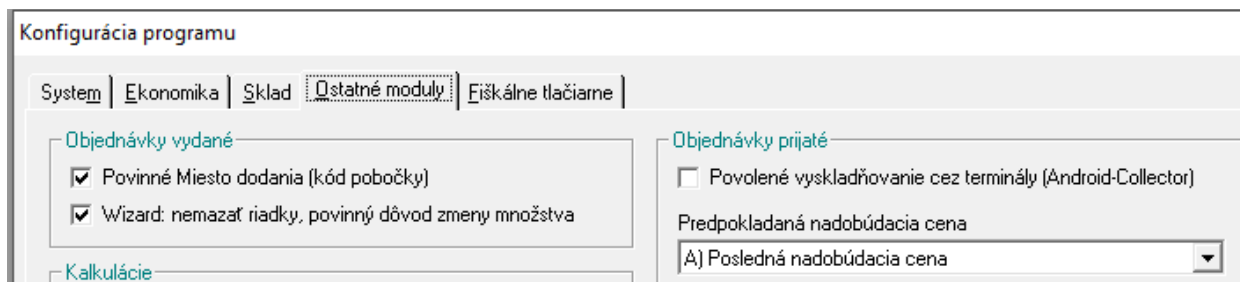 Konfigurácia programu
System Ekonomika Sklad Ostatné moduly Fiškálne tlačiarne
Objednávky vydané
Povinné Miesto dodania (kód pobočky)
Wizard: nemazať riadky, povinný dôvod zmeny množstva
Kalkulácie
Objednávky prijaté
Povolené vyskladňovanie cez terminály (Android-Collector)
Predpokladaná nadobúdacia cena
A) Posledná nadobúdacia cena